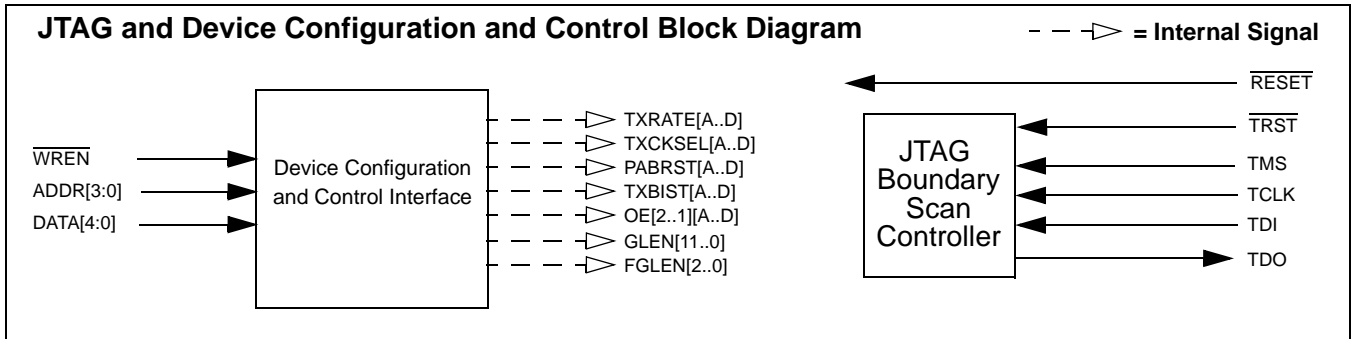 JTAG and Device Configuration and Control Block Diagram
= Internal Signal
WREN
ADDR[3:0]
DATA[4:0]
Device Configuration
and Control Interface
TXRATE[A..D]
TXCKSEL[A..D]
PABRST[A..D]
TXBIST[A..D]
OE[2..1][A..D]
GLEN[11..0]
FGLEN[2..0]
JTAG
Boundary
Scan
Controller
RESET
TRST
TMS
TCLK
TDI
TDO